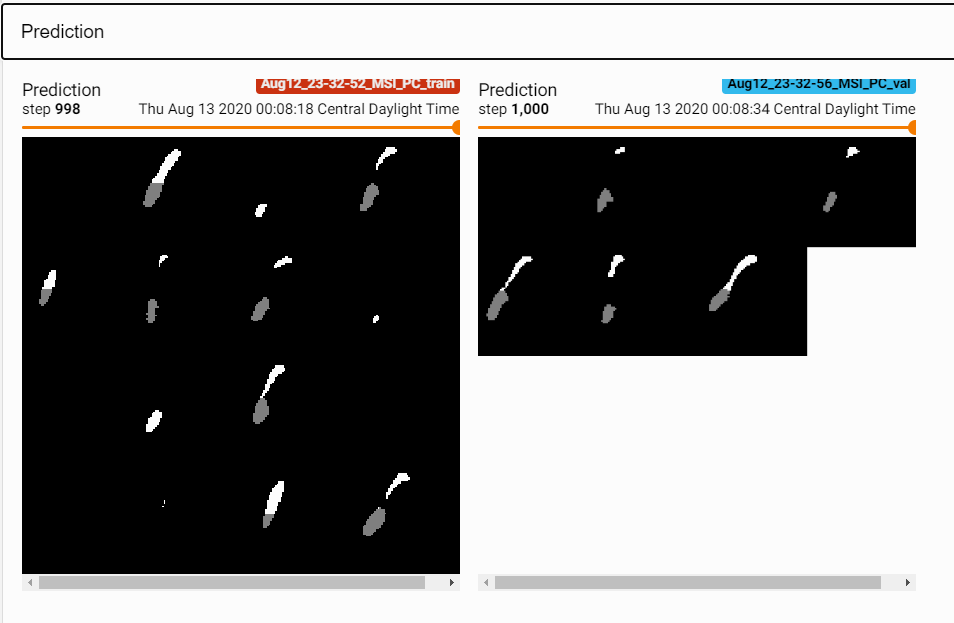 Prediction
Prediction
Aug12_23-32-52_MSI_PC_train
step 998
Thu Aug 13 2020 00:08:18 Central Daylight Time
Prediction
Aug12_23-32-56_MSI_PC_val
step 1,000
Thu Aug 13 2020 00:08:34 Central Daylight Time